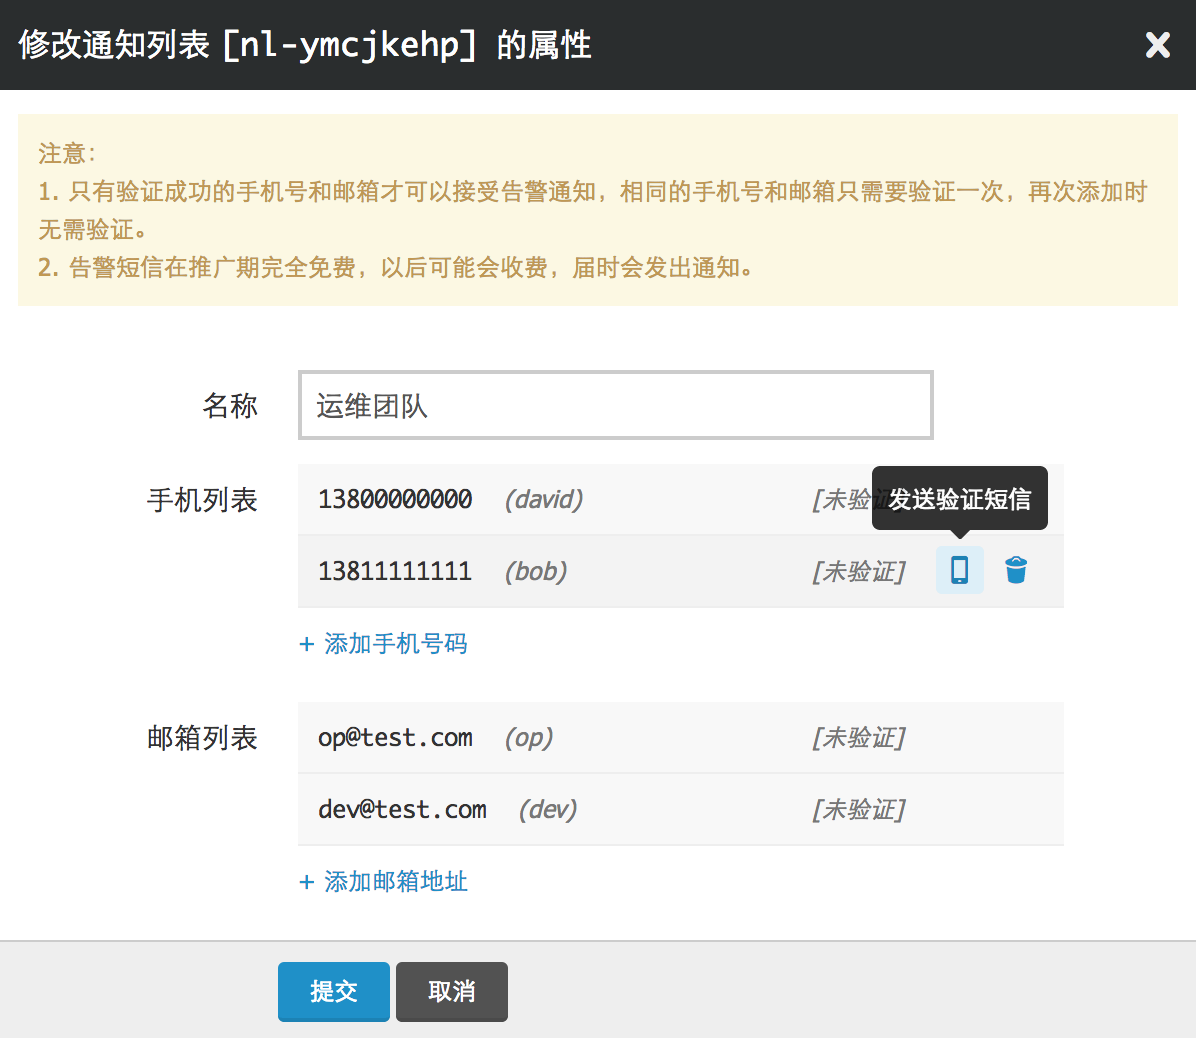 修改通知列表 [nl-ymcjkehp] 的属性
注意：
1. 只有验证成功的手机号和邮箱才可以接受告警通知，相同的手机号和邮箱只需要验证一次，再次添加时
无需验证。
2. 告警短信在推广期完全免费，以后可能会收费，届时会发出通知。
名称 运维团队
手机列表 13800000000 (david) [未验证] 发送验证短信
13811111111 (bob) [未验证]
+ 添加手机号码
邮箱列表 op@test.com (op) [未验证]
dev@test.com (dev) [未验证]
+ 添加邮箱地址
提交 取消